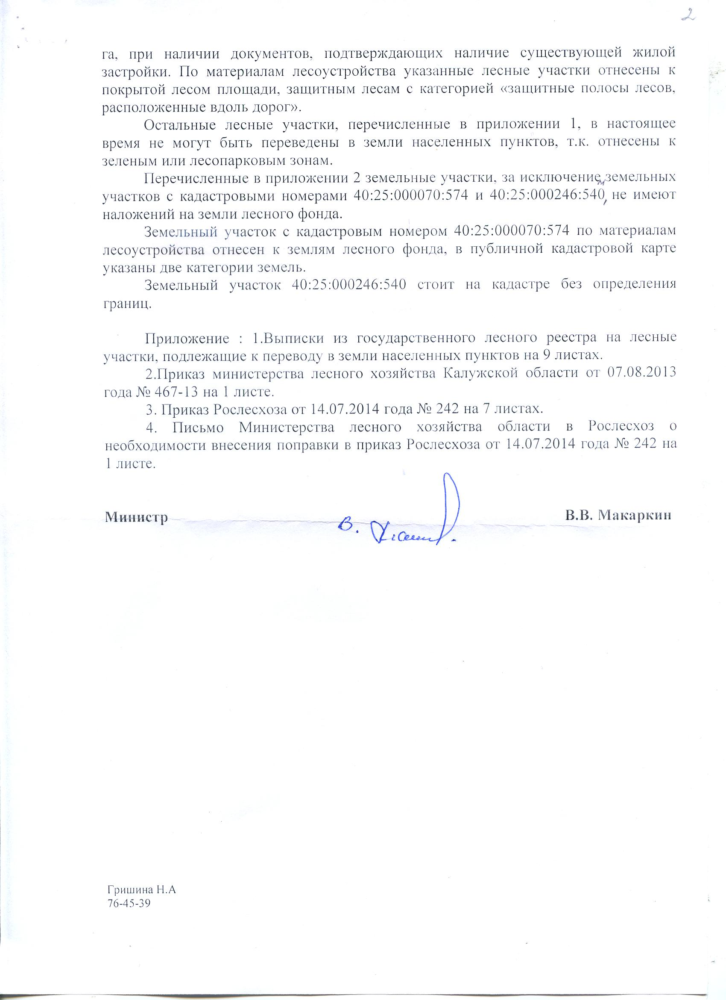 2
га, при наличии документов, подтверждающих наличие существующей жилой
застройки. По материалам лесоустройства указанные лесные участки отнесены к
покрытой лесом площади, защитным лесам с категорией «защитные полосы лесов,
расположенные вдоль дорог».
Остальные лесные участки, перечисленные в приложении 1, в настоящее
время не могут быть переведены в земли населенных пунктов, т.к. отнесены к
зеленым или лесопарковым зонам.
Перечисленные в приложении 2 земельные участки, за исключением земельных
участков с кадастровыми номерами 40:25:000070:574 и 40:25:000246:540, не имеют
наложений на земли лесного фонда.
Земельный участок с кадастровым номером 40:25:000070:574 по материалам
лесоустройства отнесен к землям лесного фонда, в публичной кадастровой карте
указаны две категории земель.
Земельный участок 40:25:000246:540 стоит на кадастре без определения
границ.
Приложение : 1.Выписки из государственного лесного реестра на лесные
участки, подлежащие к переводу в земли населенных пунктов на 9 листах.
2.Приказ министерства лесного хозяйства Калужской области от 07.08.2013
года № 467-13 на 1 листе.
3. Приказ Рослесхоза от 14.07.2014 года № 242 на 7 листах.
4. Письмо Министерства лесного хозяйства области в Рослесхоз о
необходимости внесения поправки в приказ Рослесхоза от 14.07.2014 года № 242 на
1 листе.
Министр В.В. Макаркин
Гришина Н.А
76-45-39